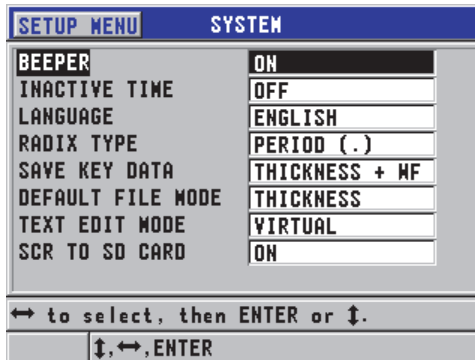 SETUP MENU SYSTEM
BEEPER ON
INACTIVE TIME OFF
LANGUAGE ENGLISH
RADIX TYPE PERIOD (.)
SAVE KEY DATA THICKNESS + WF
DEFAULT FILE MODE THICKNESS
TEXT EDIT MODE VIRTUAL
SCR TO SD CARD ON
↔ to select, then ENTER or ↕.
↕,↔,ENTER